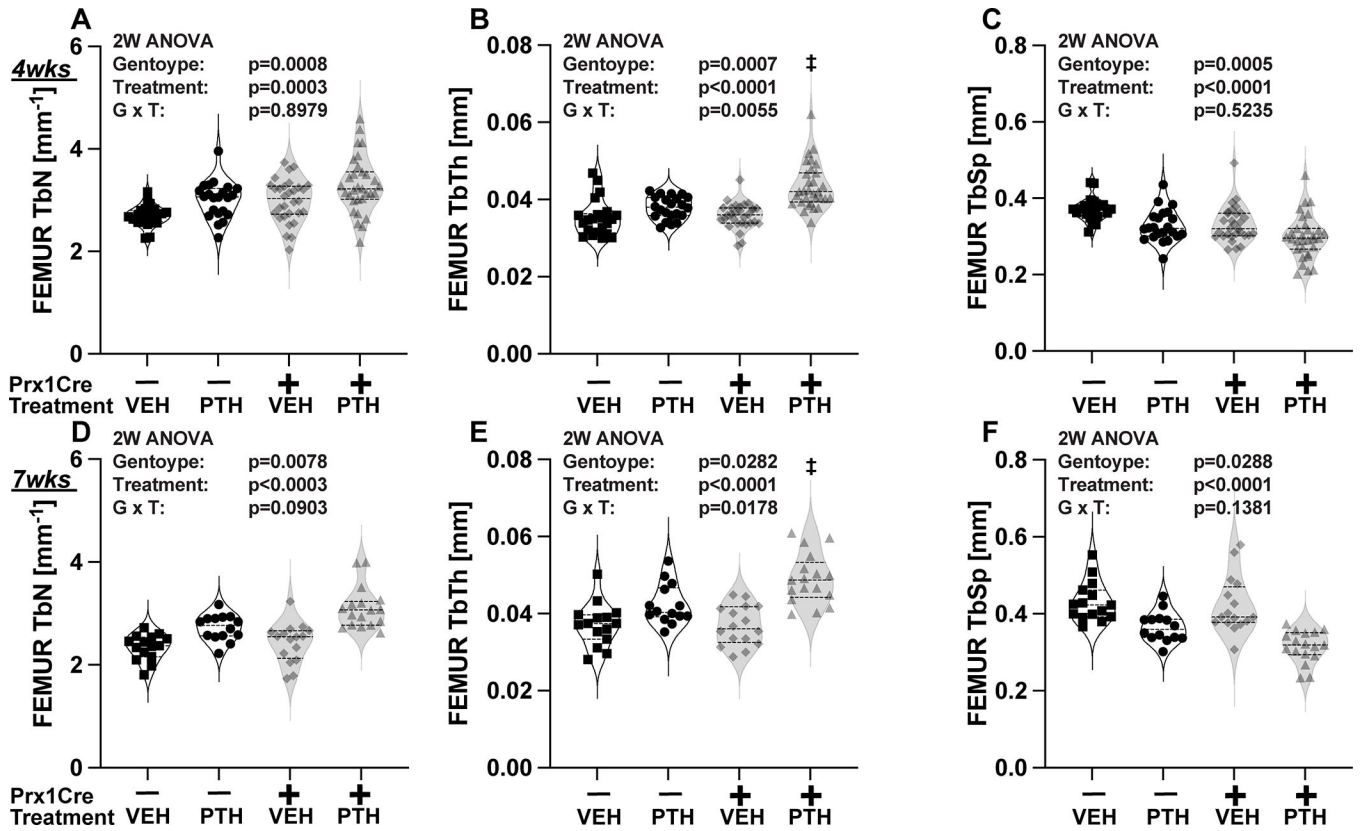 A
2W ANOVA
Gentoype: p=0.0008
Treatment: p=0.0003
G x T: p=0.8979
4wks
FEMUR TbN [mm-1]
6
4
2
0
B
2W ANOVA
Gentoype: p=0.0007
Treatment: p<0.0001
G x T: p=0.0055
‡
FEMUR TbTh [mm]
0.08
0.06
0.04
0.02
0.00
C
2W ANOVA
Gentoype: p=0.0005
Treatment: p<0.0001
G x T: p=0.5235
FEMUR TbSp [mm]
0.8
0.6
0.4
0.2
0.0
Prx1Cre — — + + — — + + — — + +
Treatment VEH PTH VEH PTH VEH PTH VEH PTH VEH PTH VEH PTH
D
2W ANOVA
Gentoype: p=0.0078
Treatment: p<0.0003
G x T: p=0.0903
7wks
FEMUR TbN [mm-1]
6
4
2
0
E
2W ANOVA
Gentoype: p=0.0282
Treatment: p<0.0001
G x T: p=0.0178
‡
FEMUR TbTh [mm]
0.08
0.06
0.04
0.02
0.00
F
2W ANOVA
Gentoype: p=0.0288
Treatment: p<0.0001
G x T: p=0.1381
FEMUR TbSp [mm]
0.8
0.6
0.4
0.2
0.0
Prx1Cre — — + + — — + + — — + +
Treatment VEH PTH VEH PTH VEH PTH VEH PTH VEH PTH VEH PTH